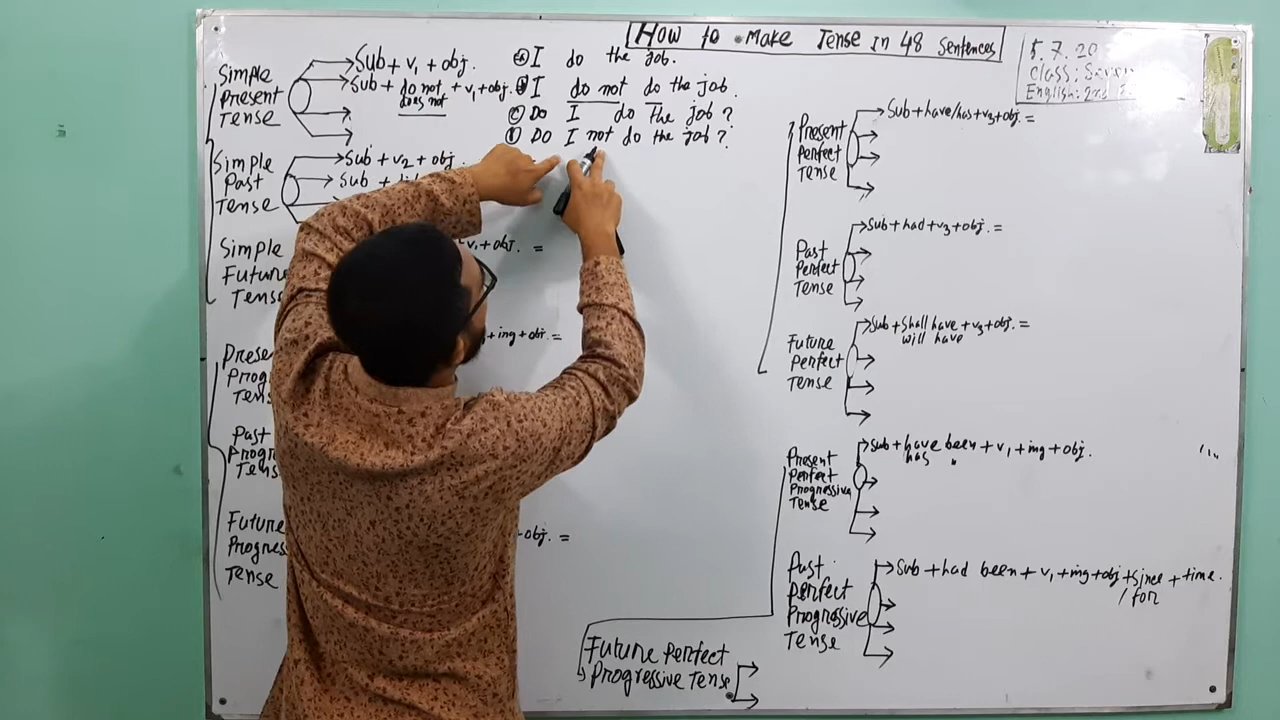 How to Make Tense In 48 Sentences
5.7.20
Class:
English: 2nd
Simple Present Tense
Sub + v1 + obj.
Sub + do not + v1 + obj.
does not
(a) I do the job.
(b) I do not do the job.
(c) Do I do the job?
(d) Do I not do the job?
Simple Past Tense
Sub + v2 + obj.
Sub +
Simple Future
v1 + obj. =
+ ing + obj. =
Past
Future
obj. =
Tense
Present Perfect Tense
Sub + have/has + v3 + obj. =
Past Perfect Tense
Sub + had + v3 + obj. =
Future Perfect Tense
Sub + Shall have + v3 + obj. =
will have
Present Perfect Progressive Tense
Sub + have been + v1 + ing + obj.
has "
Past Perfect Progressive Tense
Sub + had been + v1 + ing + obj + since + time.
/ for
Future Perfect
Progressive Tense